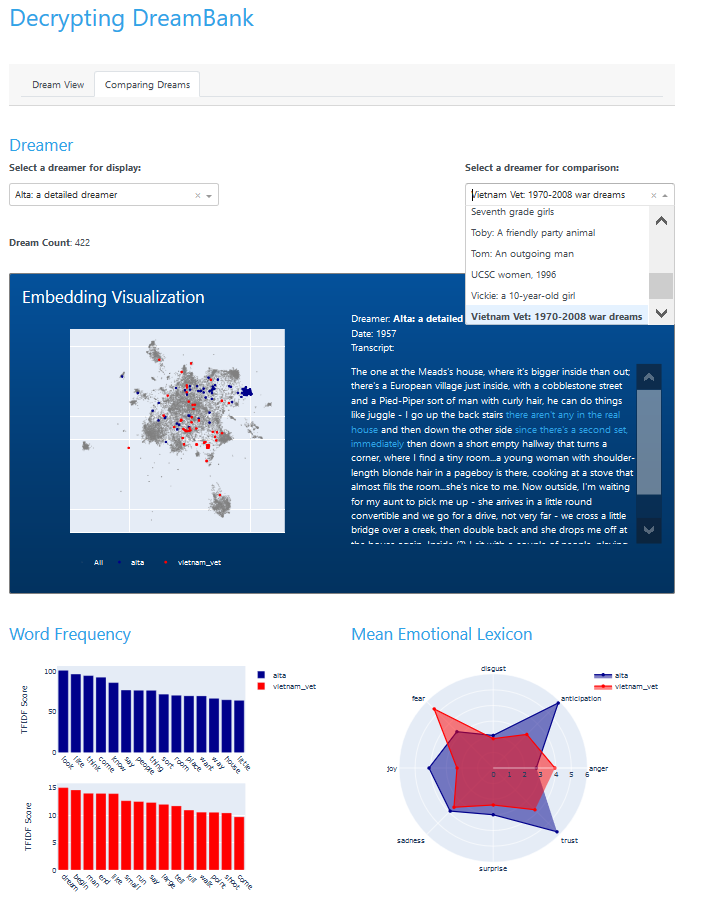 Decrypting DreamBank
Dream View
Comparing Dreams
Dreamer
Select a dreamer for display:
Select a dreamer for comparison:
Alta: a detailed dreamer
Vietnam Vet: 1970-2008 war dreams
Seventh grade girls
Toby: A friendly party animal
Tom: An outgoing man
UCSC women, 1996
Vickie: a 10-year-old girl
Vietnam Vet: 1970-2008 war dreams
Dream Count: 422
Embedding Visualization
Dreamer: Alta: a detailed
Date: 1957
Transcript:
The one at the Meads's house, where it's bigger inside than out;
there's a European village just inside, with a cobblestone street
and a Pied-Piper sort of man with curly hair, he can do things
like juggle - I go up the back stairs there aren't any in the real
house and then down the other side since there's a second set,
immediately then down a short empty hallway that turns a
corner, where I find a tiny room...a young woman with shoulder-
length blonde hair in a pageboy is there, cooking at a stove that
almost fills the room...she's nice to me. Now outside, I'm waiting
for my aunt to pick me up - she arrives in a little round
convertible and we go for a drive, not very far - we cross a little
bridge over a creek, then double back and she drops me off at
the house again. Inside (?) I sit with a couple of people, playing
All
alta
vietnam_vet
Word Frequency
100
50
0
TFIDF Score
look
like
think
come
know
say
people
thing
sort
room
place
want
way
house
little
alta
vietnam_vet
15
10
5
0
TFIDF Score
dream
begin
man
end
like
small
run
say
large
tell
kill
walk
point
shoot
come
Mean Emotional Lexicon
disgust
anticipation
fear
joy
anger
sadness
trust
surprise
0 1 2 3 4 5 6
alta
vietnam_vet